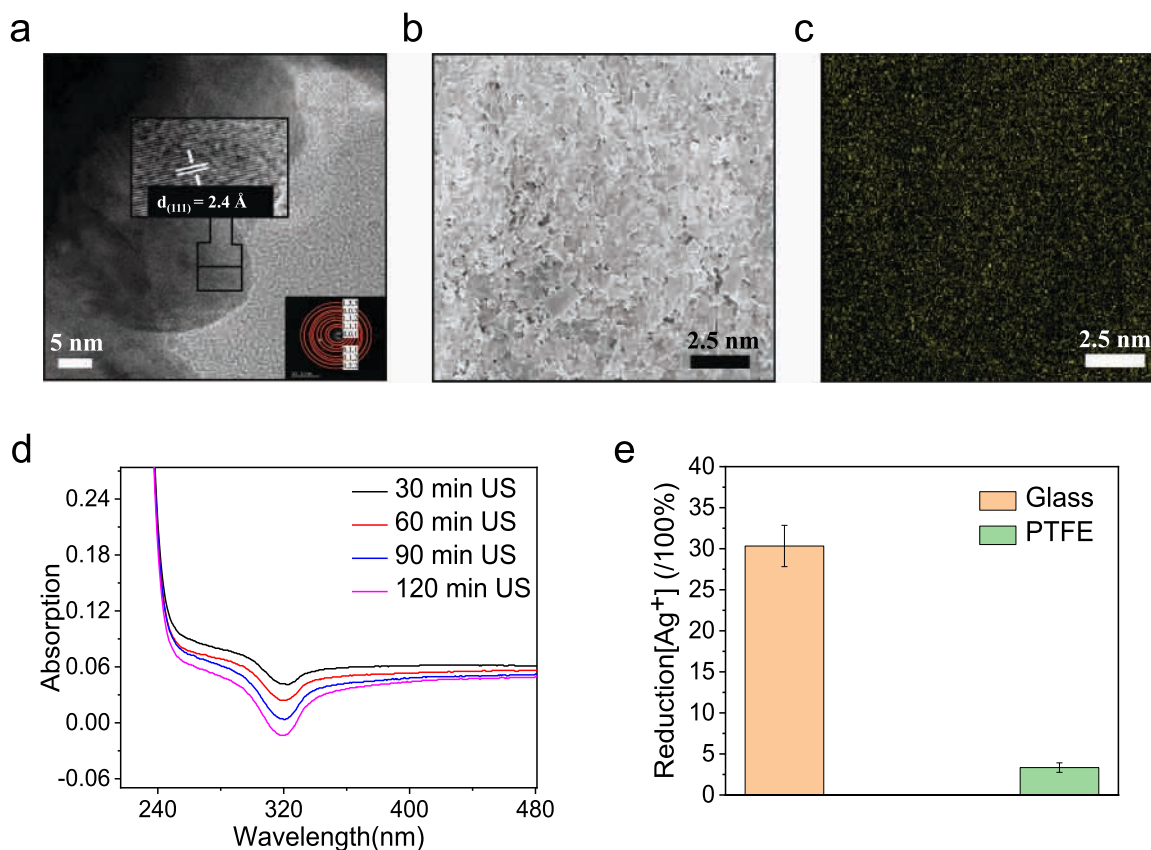 a
b
c
d(111) = 2.4 Å
5 nm
2.5 nm
2.5 nm
d
0.24
0.18
0.12
0.06
0.00
-0.06
Absorption
240
320
400
480
Wavelength(nm)
30 min US
60 min US
90 min US
120 min US
e
40
35
30
25
20
15
10
5
0
Reduction[Ag+] (/100%)
Glass
PTFE